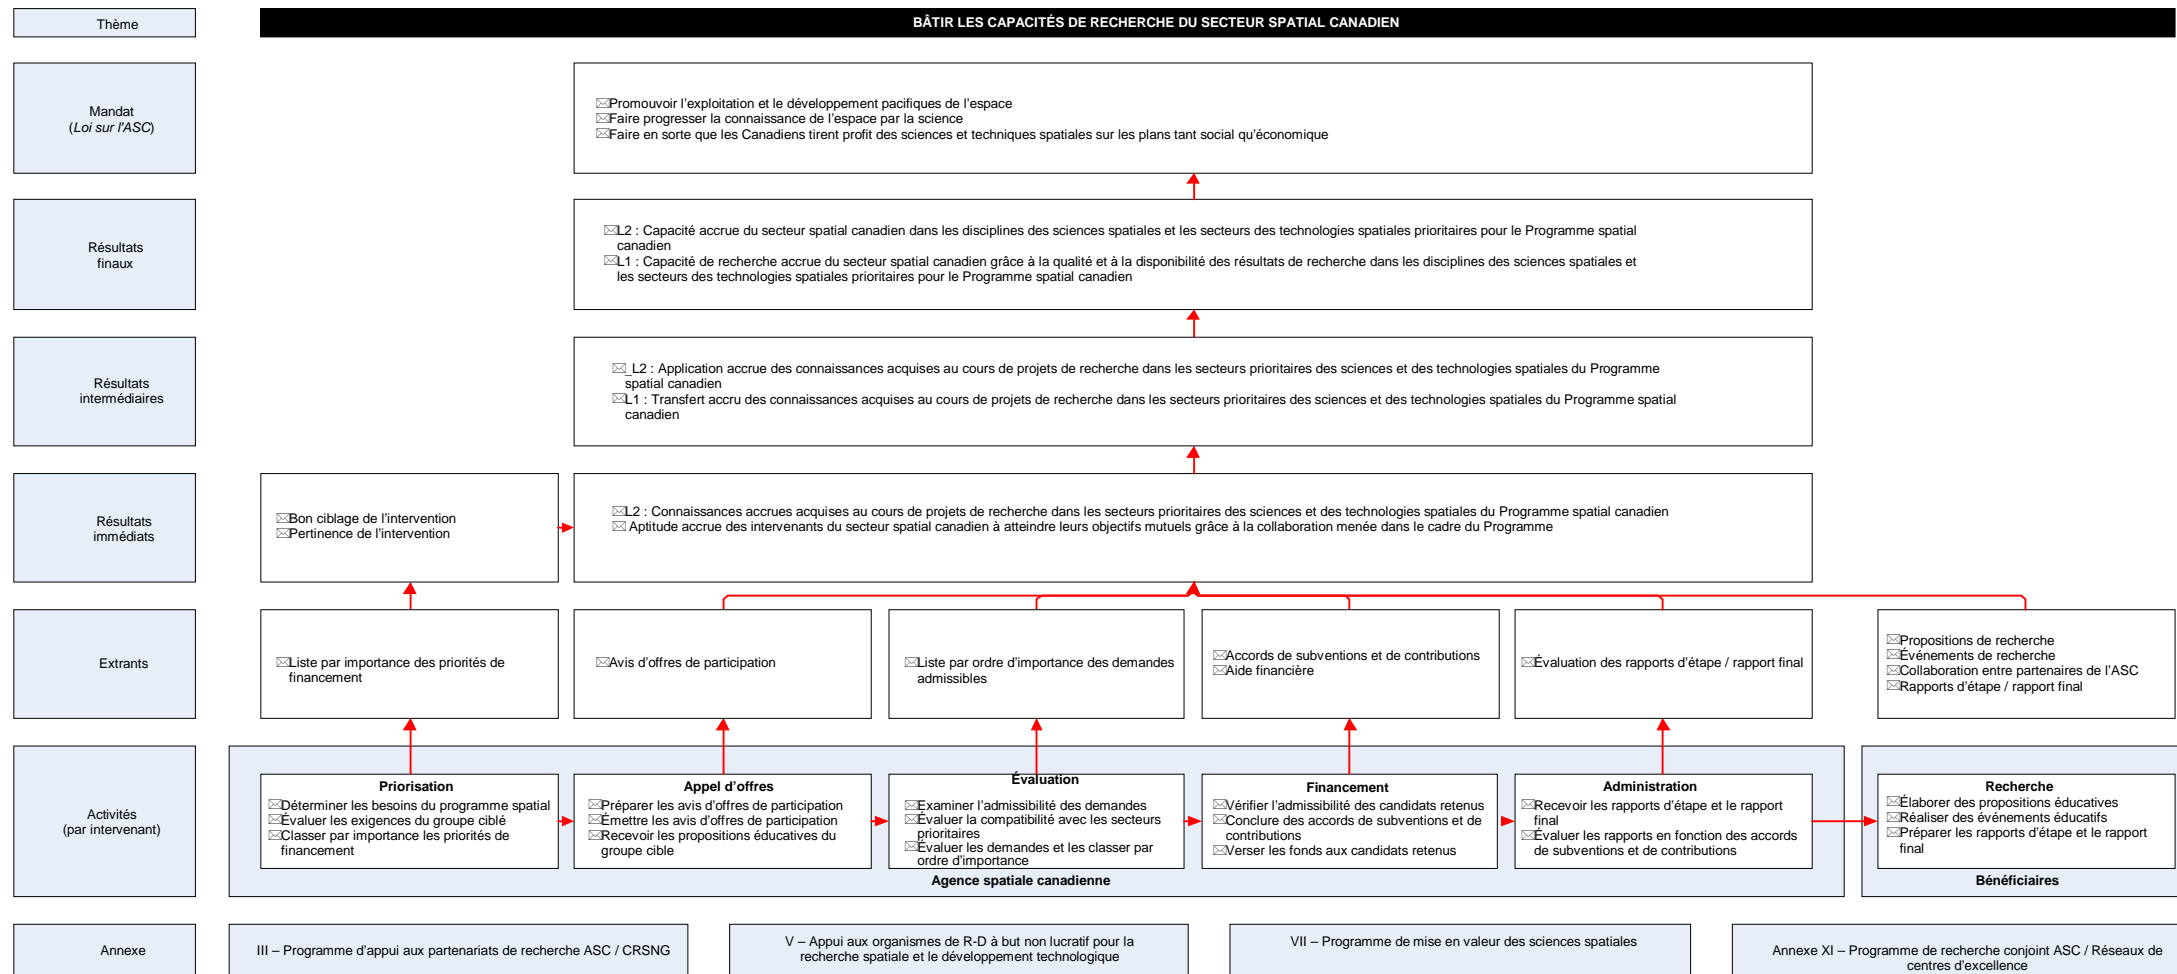 Thème
BÂTIR LES CAPACITÉS DE RECHERCHE DU SECTEUR SPATIAL CANADIEN
Mandat
(Loi sur l'ASC)
Promouvoir l'exploitation et le développement pacifiques de l'espace
Faire progresser la connaissance de l'espace par la science
Faire en sorte que les Canadiens tirent profit des sciences et techniques spatiales sur les plans tant social qu'économique
Résultats
finaux
L2 : Capacité accrue du secteur spatial canadien dans les disciplines des sciences spatiales et les secteurs des technologies spatiales prioritaires pour le Programme spatial
canadien
L1 : Capacité de recherche accrue du secteur spatial canadien grâce à la qualité et à la disponibilité des résultats de recherche dans les disciplines des sciences spatiales et
les secteurs des technologies spatiales prioritaires pour le Programme spatial canadien
Résultats
intermédiaires
_L2 : Application accrue des connaissances acquises au cours de projets de recherche dans les secteurs prioritaires des sciences et des technologies spatiales du Programme
spatial canadien
L1 : Transfert accru des connaissances acquises au cours de projets de recherche dans les secteurs prioritaires des sciences et des technologies spatiales du Programme spatial
canadien
Résultats
immédiats
Bon ciblage de l'intervention
Pertinence de l'intervention
L2 : Connaissances accrues acquises au cours de projets de recherche dans les secteurs prioritaires des sciences et des technologies spatiales du Programme spatial canadien
Aptitude accrue des intervenants du secteur spatial canadien à atteindre leurs objectifs mutuels grâce à la collaboration menée dans le cadre du Programme
Extrants
Liste par importance des priorités de
financement
Avis d'offres de participation
Liste par ordre d'importance des demandes
admissibles
Accords de subventions et de contributions
Aide financière
Évaluation des rapports d'étape / rapport final
Propositions de recherche
Événements de recherche
Collaboration entre partenaires de l'ASC
Rapports d'étape / rapport final
Activités
(par intervenant)
Priorisation
Déterminer les besoins du programme spatial
Évaluer les exigences du groupe ciblé
Classer par importance les priorités de
financement
Appel d'offres
Préparer les avis d'offres de participation
Émettre les avis d'offres de participation
Recevoir les propositions éducatives du
groupe cible
Évaluation
Examiner l'admissibilité des demandes
Évaluer la compatibilité avec les secteurs
prioritaires
Évaluer les demandes et les classer par
ordre d'importance
Financement
Vérifier l'admissibilité des candidats retenus
Conclure des accords de subventions et de
contributions
Verser les fonds aux candidats retenus
Administration
Recevoir les rapports d'étape et le rapport
final
Évaluer les rapports en fonction des accords
de subventions et de contributions
Recherche
Élaborer des propositions éducatives
Réaliser des événements éducatifs
Préparer les rapports d'étape et le rapport
final
Agence spatiale canadienne
Bénéficiaires
Annexe
III – Programme d'appui aux partenariats de recherche ASC / CRSNG
V – Appui aux organismes de R-D à but non lucratif pour la
recherche spatiale et le développement technologique
VII – Programme de mise en valeur des sciences spatiales
Annexe XI – Programme de recherche conjoint ASC / Réseaux de
centres d'excellence